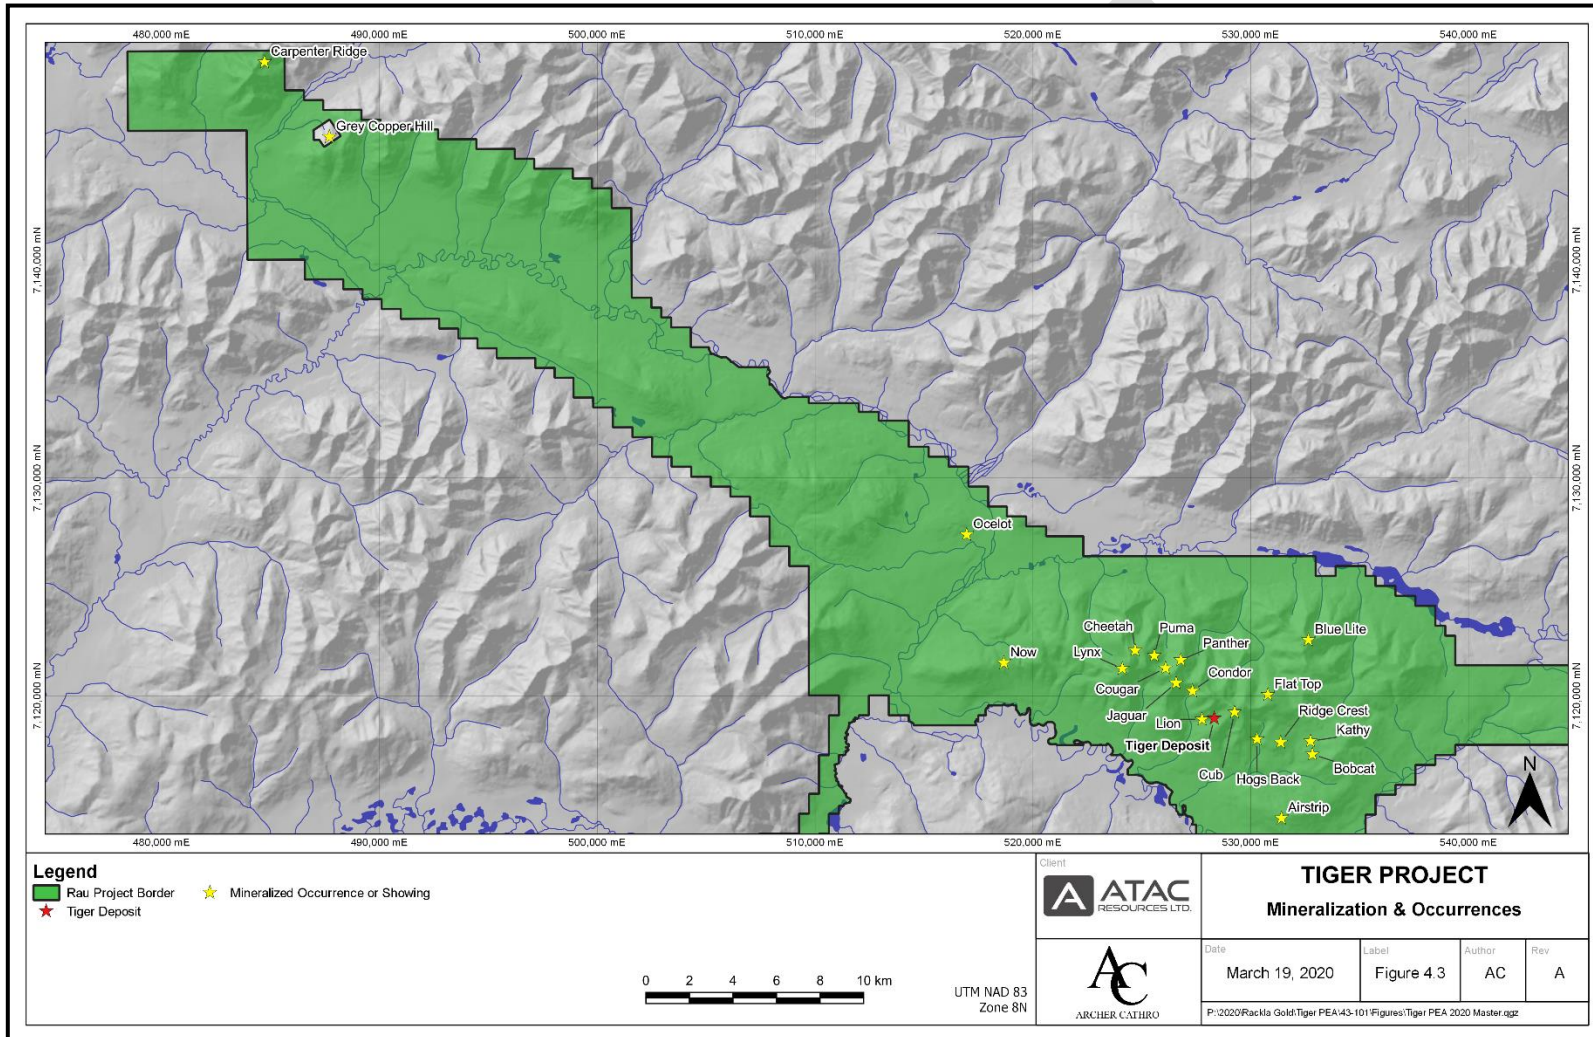 480,000 mE
490,000 mE
500,000 mE
510,000 mE
520,000 mE
530,000 mE
540,000 mE
Carpenter Ridge
Grey Copper Hill
7,140,000 mN
7,140,000 mN
7,130,000 mN
7,130,000 mN
Ocelot
Cheetah
Puma
Blue Lite
Panther
Now
Lynx
Condor
Cougar
Flat Top
7,120,000 mN
7,120,000 mN
Jaguar
Lion
Ridge Crest
Kathy
Tiger Deposit
Cub
Hogs Back
Bobcat
N
Airstrip
480,000 mE
490,000 mE
500,000 mE
510,000 mE
520,000 mE
530,000 mE
540,000 mE
Legend
Rau Project Border
Mineralized Occurrence or Showing
Tiger Deposit
0 2 4 6 8 10 km
UTM NAD 83
Zone 8N
Client
A ATAC
RESOURCES LTD.
AC
ARCHER CATHRO
TIGER PROJECT
Mineralization & Occurrences
Date
March 19, 2020
Label
Figure 4.3
Author
AC
Rev
A
P:\2020\Rackla Gold\Tiger PEA\43-101\Figures\Tiger PEA 2020 Master.qgz